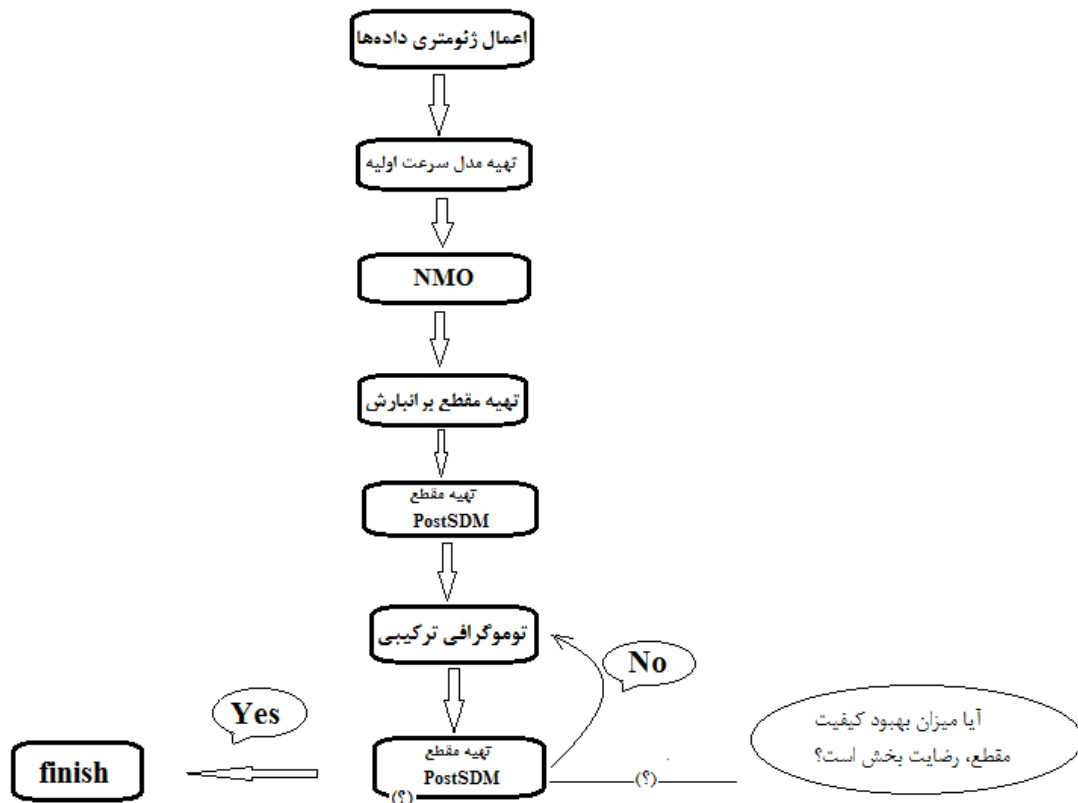 اعمال ژئومتری داده‌ها
تهیه مدل سرعت اولیه
NMO
تهیه مقطع برانبارش
تهیه مقطع
PostSDM
توموگرافی ترکیبی
No
Yes
آیا میزان بهبود کیفیت
مقطع، رضایت بخش است؟
تهیه مقطع
PostSDM
finish
(؟)
(؟)